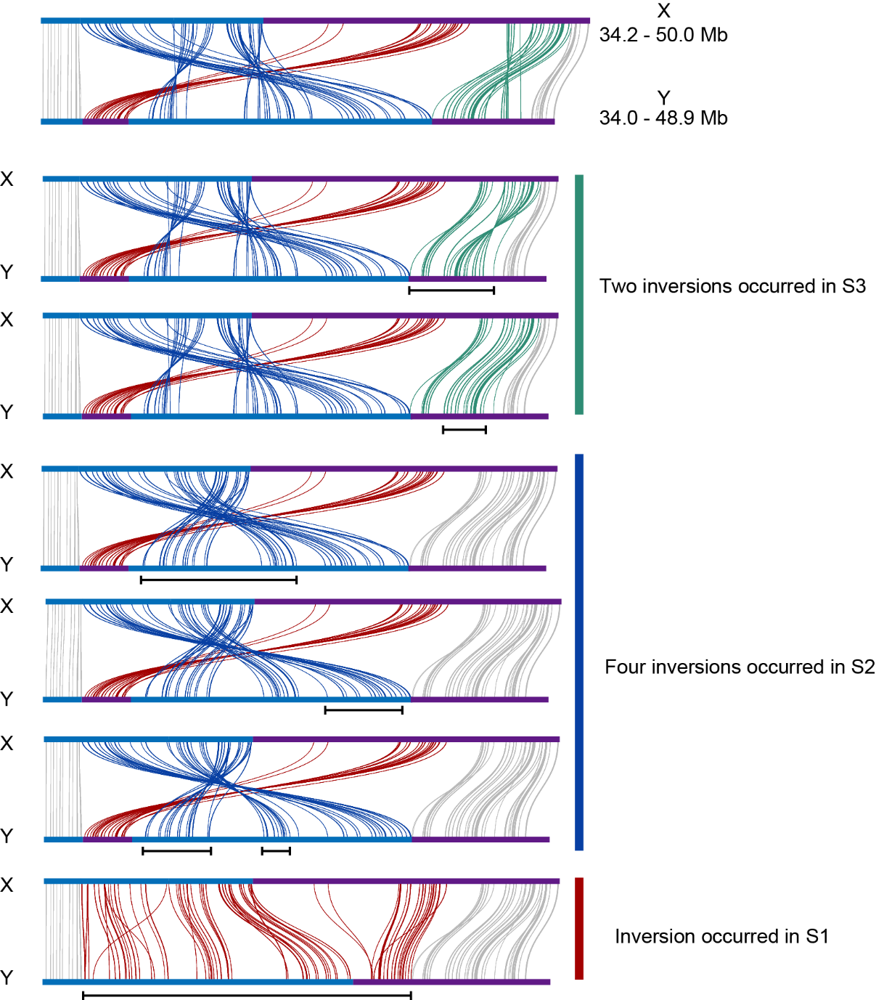 X
34.2 - 50.0 Mb
Y
34.0 - 48.9 Mb
X
Y
Two inversions occurred in S3
X
Y
X
Y
X
Four inversions occurred in S2
Y
X
Y
X
Inversion occurred in S1
Y